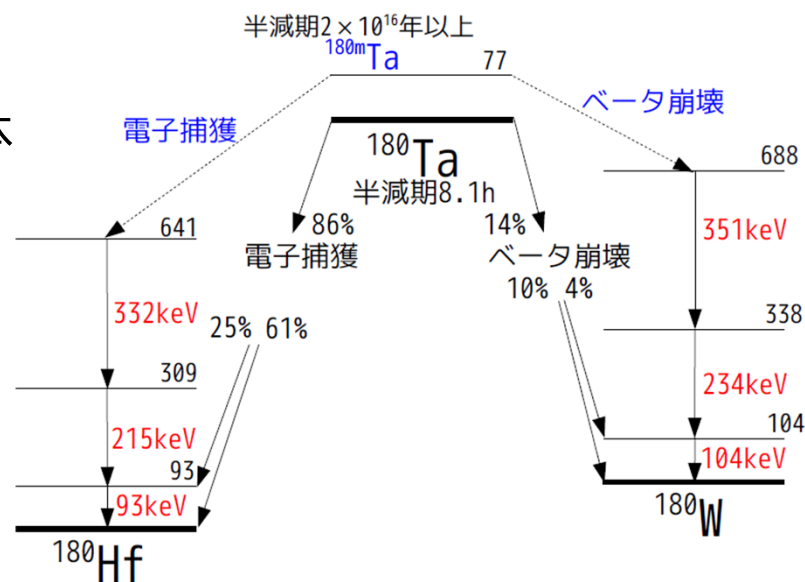 半減期2×10¹⁶年以上
¹⁸⁰ᵐTa
77
電子捕獲
ベータ崩壊
¹⁸⁰Ta
半減期8.1h
86%
電子捕獲
14%
ベータ崩壊
10% 4%
25% 61%
641
332keV
309
215keV
93
93keV
¹⁸⁰Hf
688
351keV
338
234keV
104
104keV
¹⁸⁰W